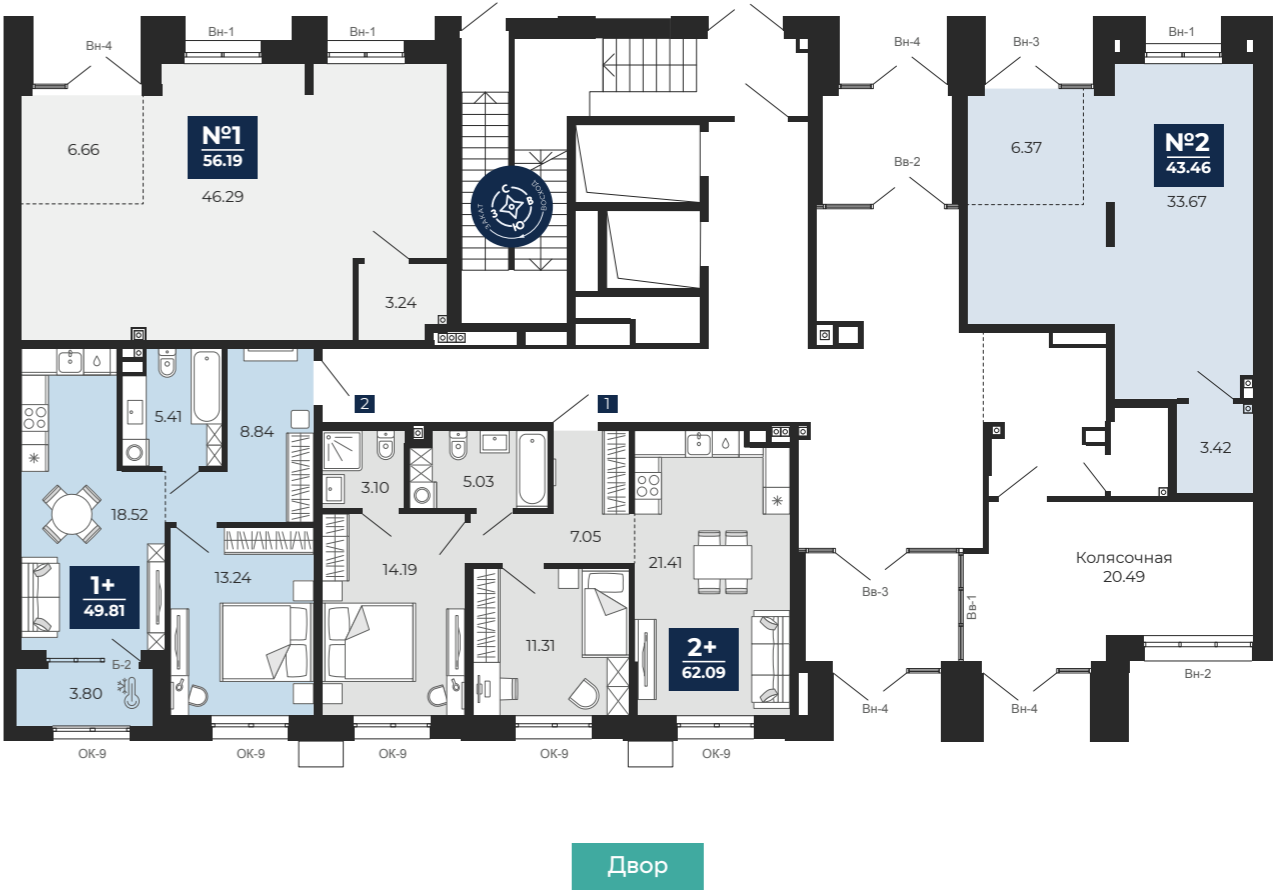 Вн-4
Вн-1
Вн-1
Вн-4
Вн-3
Вн-1
6.66
№1
56.19
46.29
3.24
С
В
Ю
З
ЗАКАТ
ВОСХОД
Вв-2
6.37
№2
43.46
33.67
3.42
5.41
8.84
2
1
18.52
1+
49.81
13.24
Б-2
3.80
3.10
5.03
14.19
7.05
11.31
21.41
2+
62.09
Вв-3
Вв-1
Колясочная
20.49
Вн-2
Вн-4
Вн-4
ОК-9
ОК-9
ОК-9
ОК-9
ОК-9
Двор